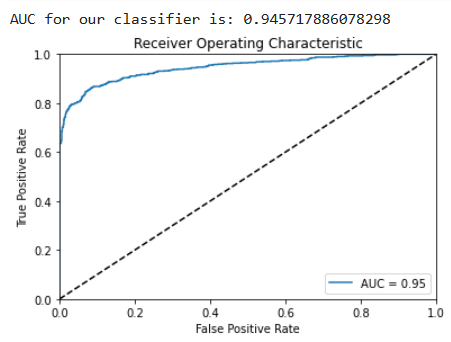 AUC for our classifier is: 0.945717886078298
Receiver Operating Characteristic
True Positive Rate
1.0
0.8
0.6
0.4
0.2
0.0
AUC = 0.95
0.0 0.2 0.4 0.6 0.8 1.0
False Positive Rate